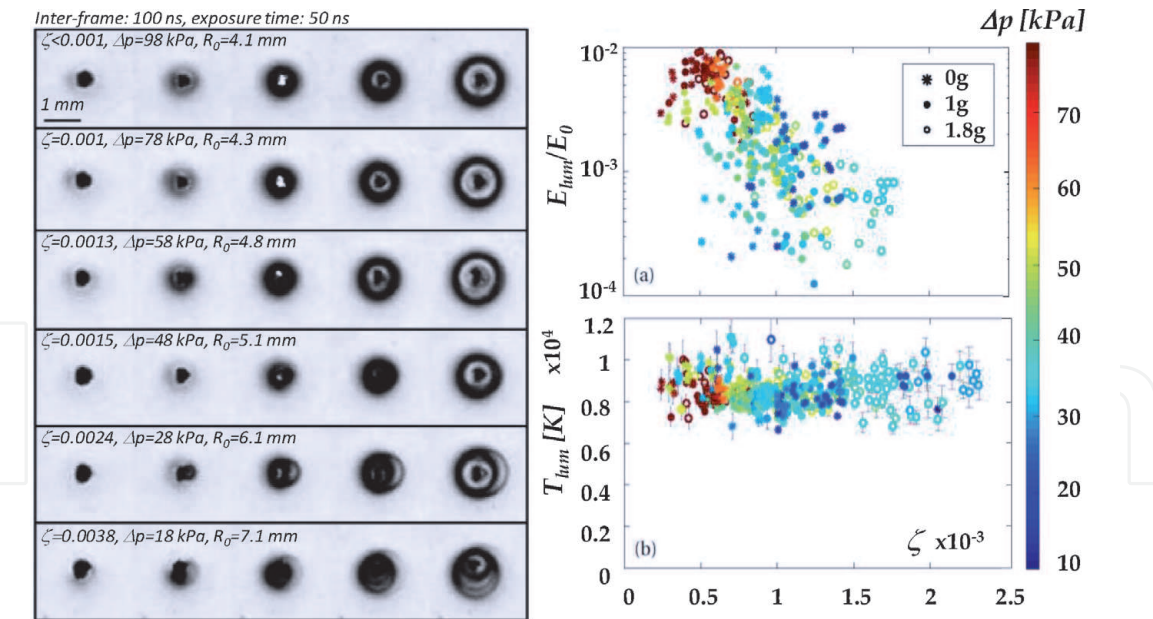 Inter-frame: 100 ns, exposure time: 50 ns
ζ<0.001, Δp=98 kPa, R₀=4.1 mm
1 mm
ζ=0.001, Δp=78 kPa, R₀=4.3 mm
ζ=0.0013, Δp=58 kPa, R₀=4.8 mm
ζ=0.0015, Δp=48 kPa, R₀=5.1 mm
ζ=0.0024, Δp=28 kPa, R₀=6.1 mm
ζ=0.0038, Δp=18 kPa, R₀=7.1 mm
E_lum/E₀
10⁻²
10⁻³
10⁻⁴
0g
1g
1.8g
(a)
T_lum [K] x10⁴
1.2
1
0.8
0.6
0.4
0.2
0
(b)
ζ x10⁻³
0 0.5 1 1.5 2 2.5
Δp [kPa]
70
60
50
40
30
20
10